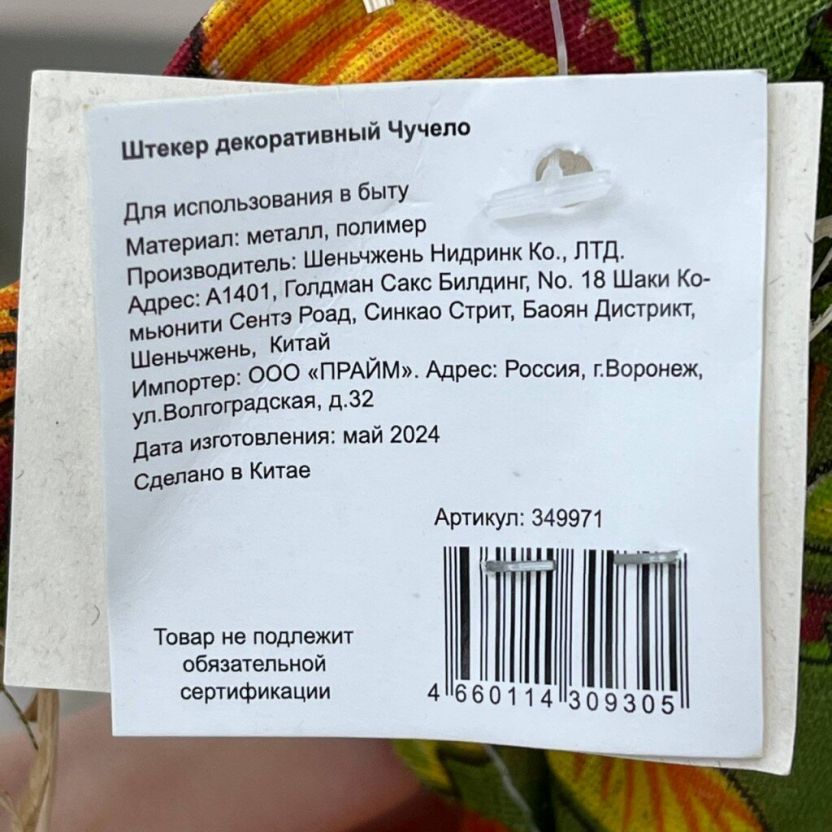 Штекер декоративный Чучело
Для использования в быту
Материал: металл, полимер
Производитель: Шеньчжень Нидринк Ко., ЛТД.
Адрес: А1401, Голдман Сакс Билдинг, No. 18 Шаки Ко-
мьюнити Сентэ Роад, Синкао Стрит, Баоян Дистрикт,
Шеньчжень, Китай
Импортер: ООО «ПРАЙМ». Адрес: Россия, г.Воронеж,
ул.Волгоградская, д.32
Дата изготовления: май 2024
Сделано в Китае
Артикул: 349971
Товар не подлежит
обязательной
сертификации
4 660114 309305